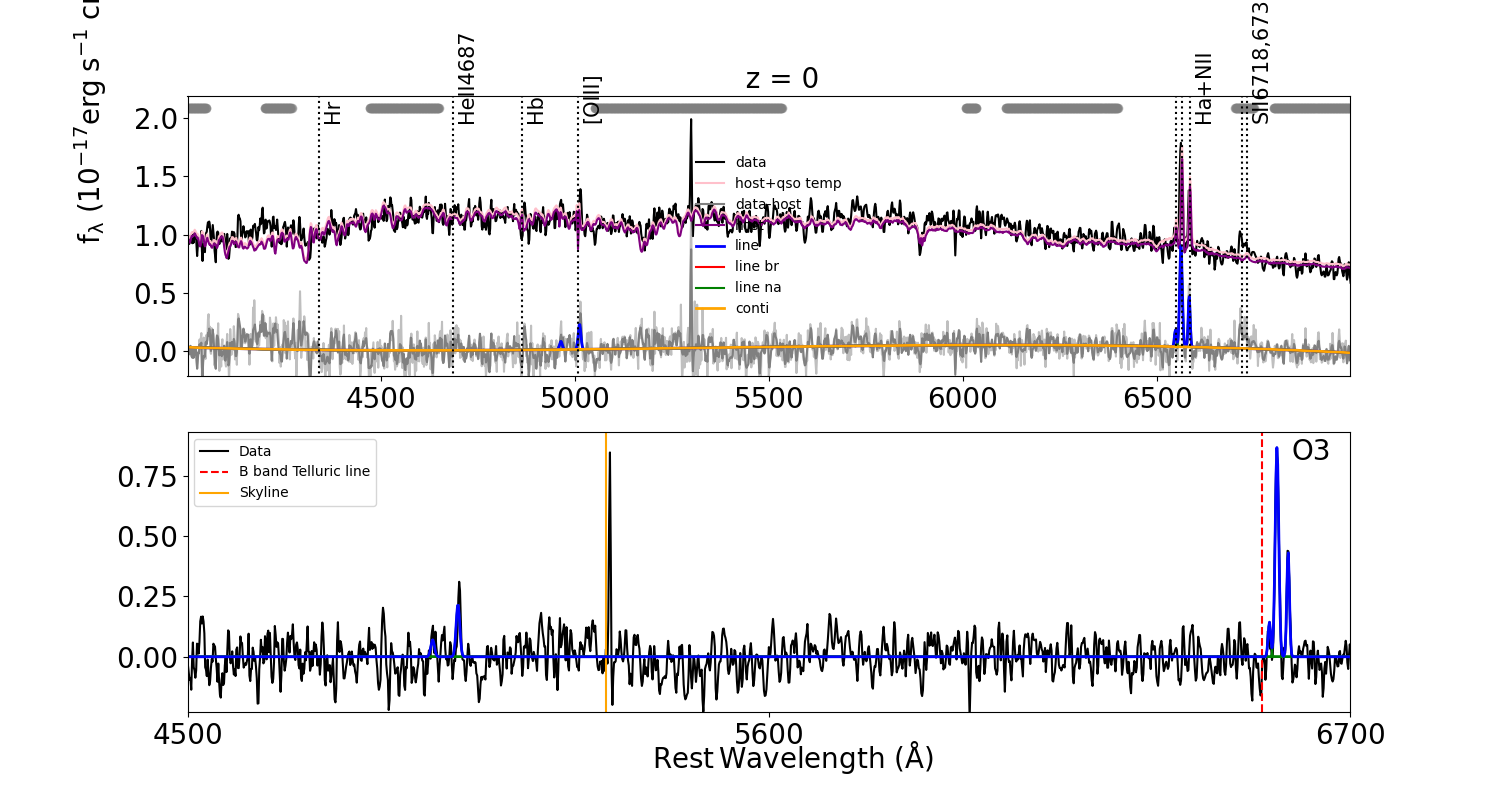 z = 0
fλ (10−17erg s−1 c
Hr
HeII4687
Hb
[OIII]
Ha+NII
SII6718,673
2.0
1.5
1.0
0.5
0.0
data
host+qso temp
data-host
line
line br
line na
conti
4500
5000
5500
6000
6500
0.75
0.50
0.25
0.00
Data
B band Telluric line
Skyline
O3
4500
5600
6700
Rest Wavelength (Å)